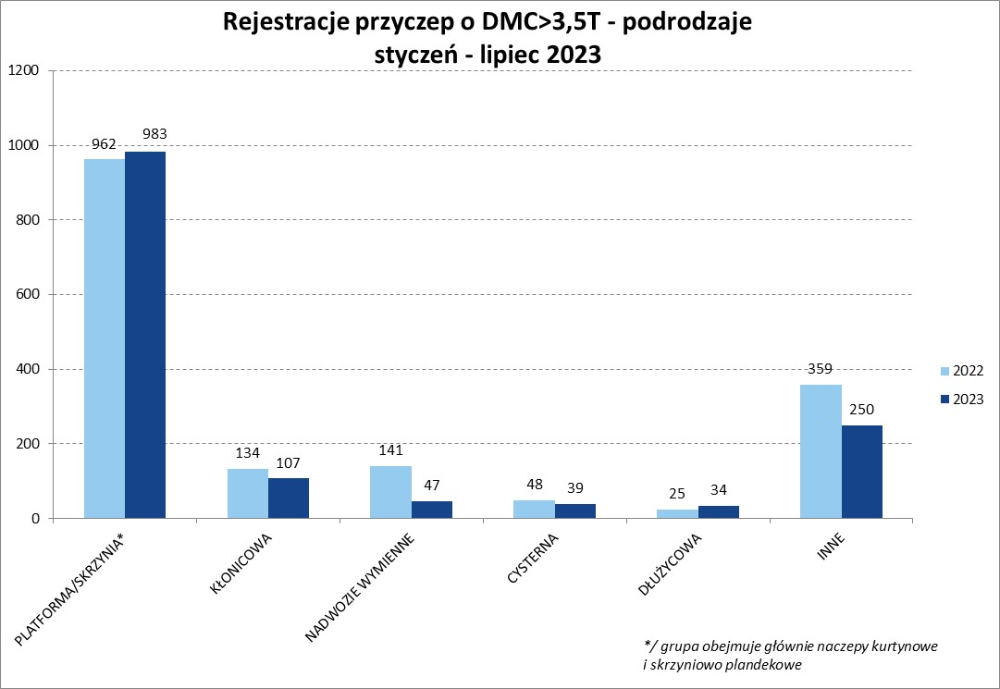 Rejestracje przyczep o DMC>3,5T - podrodzaje
styczeń - lipiec 2023
1200
1000
800
600
400
200
0
962
983
134
107
141
47
48
39
25
34
359
250
PLATFORMA/SKRZYNIA*
KŁONICOWA
NADWOZIE WYMIENNE
CYSTERNA
DŁUŻYCOWA
INNE
2022
2023
*/ grupa obejmuje głównie naczepy kurtynowe
i skrzyniowo plandekowe